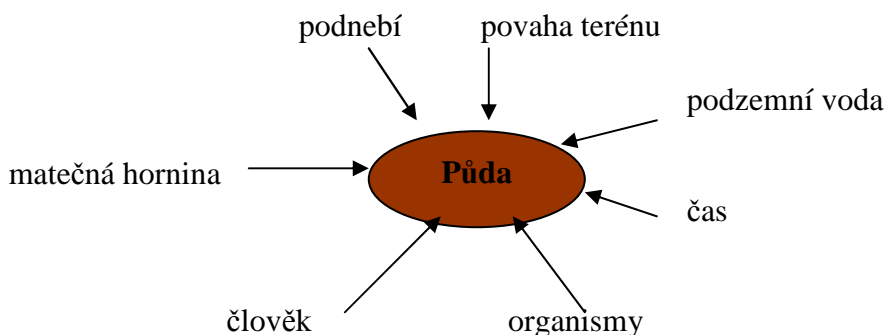 podnebí povaha terénu
podzemní voda
matečná hornina
Půda
čas
člověk organismy